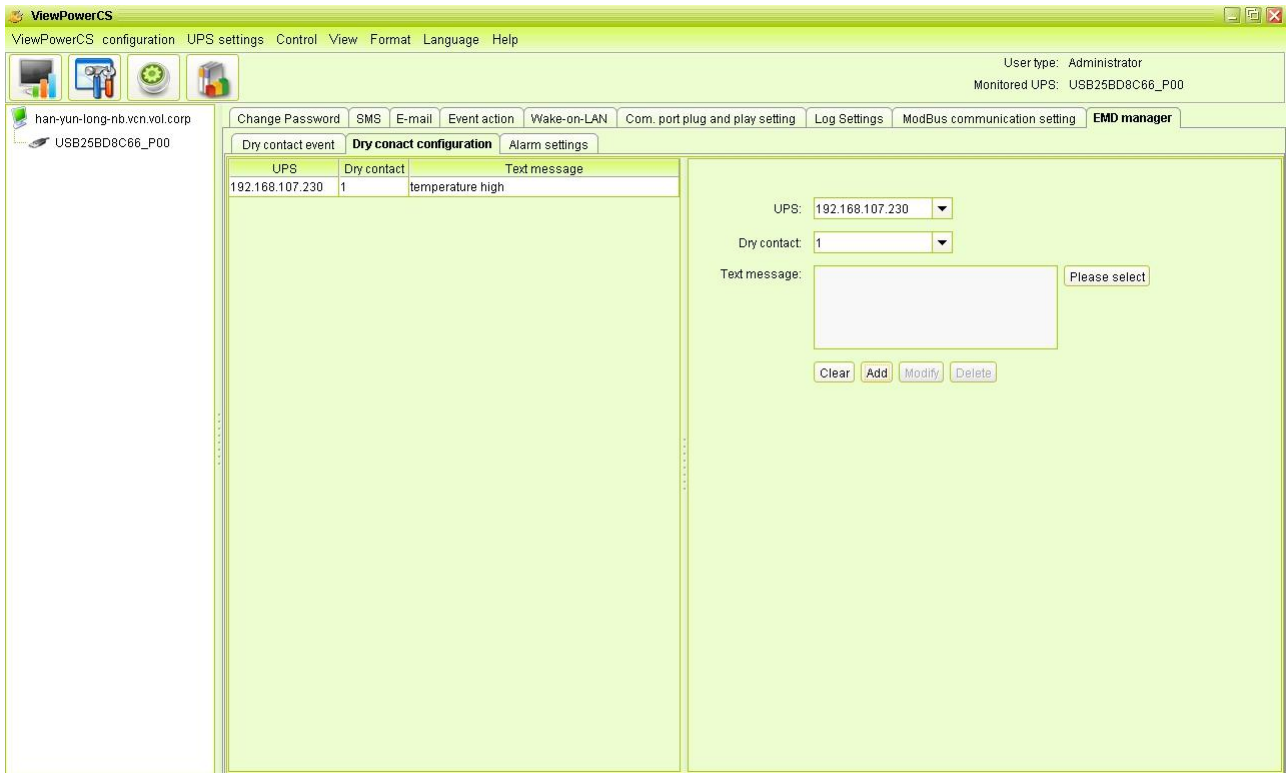 ViewPowerCS
ViewPowerCS configuration UPS settings Control View Format Language Help
User type: Administrator
Monitored UPS: USB25BD8C66_P00
han-yun-long-nb.vcn.vol.corp
USB25BD8C66_P00
Change Password SMS E-mail Event action Wake-on-LAN Com. port plug and play setting Log Settings ModBus communication setting EMD manager
Dry contact event Dry conact configuration Alarm settings
UPS Dry contact Text message
192.168.107.230 1 temperature high
UPS: 192.168.107.230
Dry contact: 1
Text message: Please select
Clear Add Modify Delete